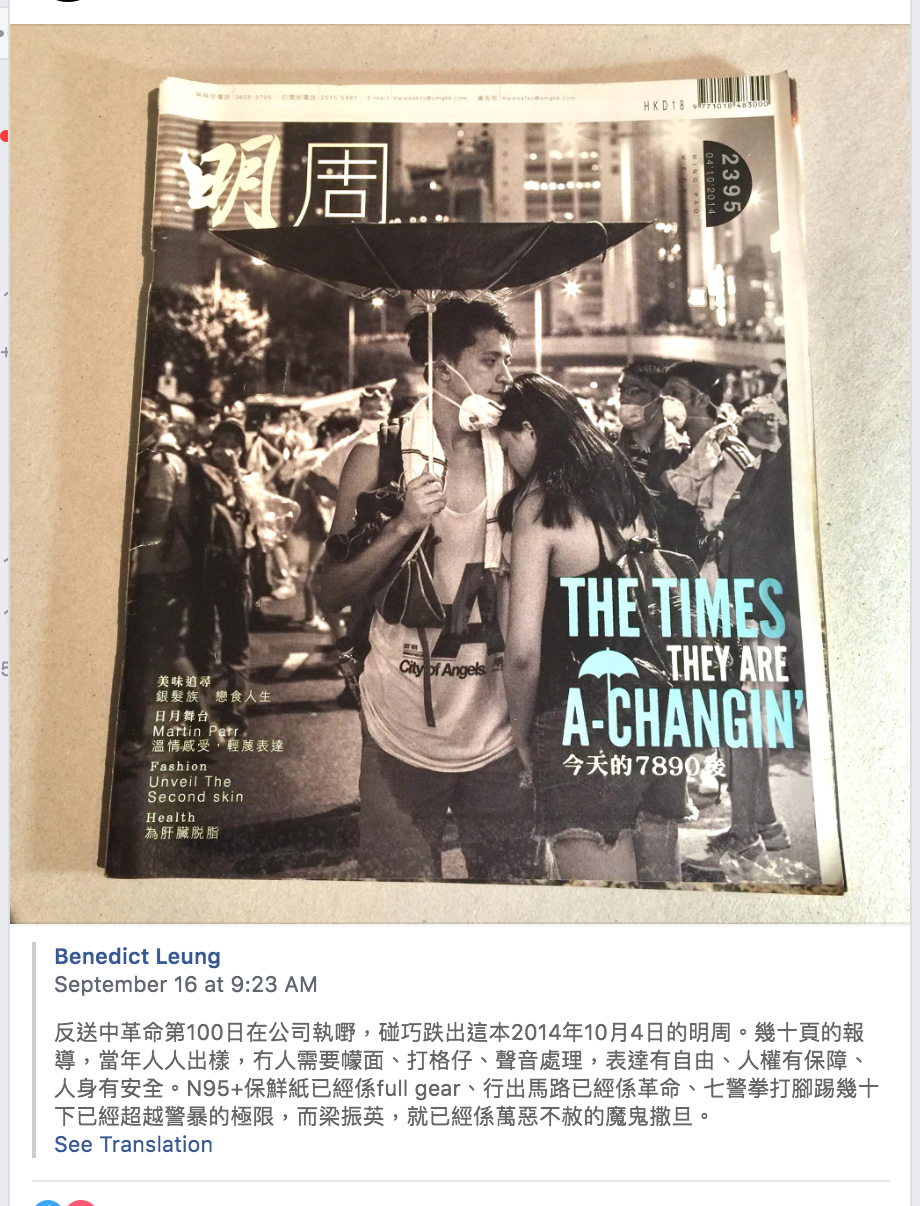 HKD18
9 771018 483000
明周
2395
04.10.2014
THE TIMES
THEY ARE
A-CHANGIN'
今天的7890後
City of Angels.
美味追尋
銀髮族 戀食人生
日月舞台
Martin Parr
溫情感受，輕蔑表達
Fashion
Unveil The
Second skin
Health
為肝臟脱脂
Benedict Leung
September 16 at 9:23 AM
反送中革命第100日在公司執嘢，碰巧跌出這本2014年10月4日的明周。幾十頁的報
導，當年人人出樣，冇人需要幪面、打格仔、聲音處理，表達有自由、人權有保障、
人身有安全。N95+保鮮紙已經係full gear、行出馬路已經係革命、七警拳打腳踢幾十
下已經超越警暴的極限，而梁振英，就已經係萬惡不赦的魔鬼撒旦。
See Translation